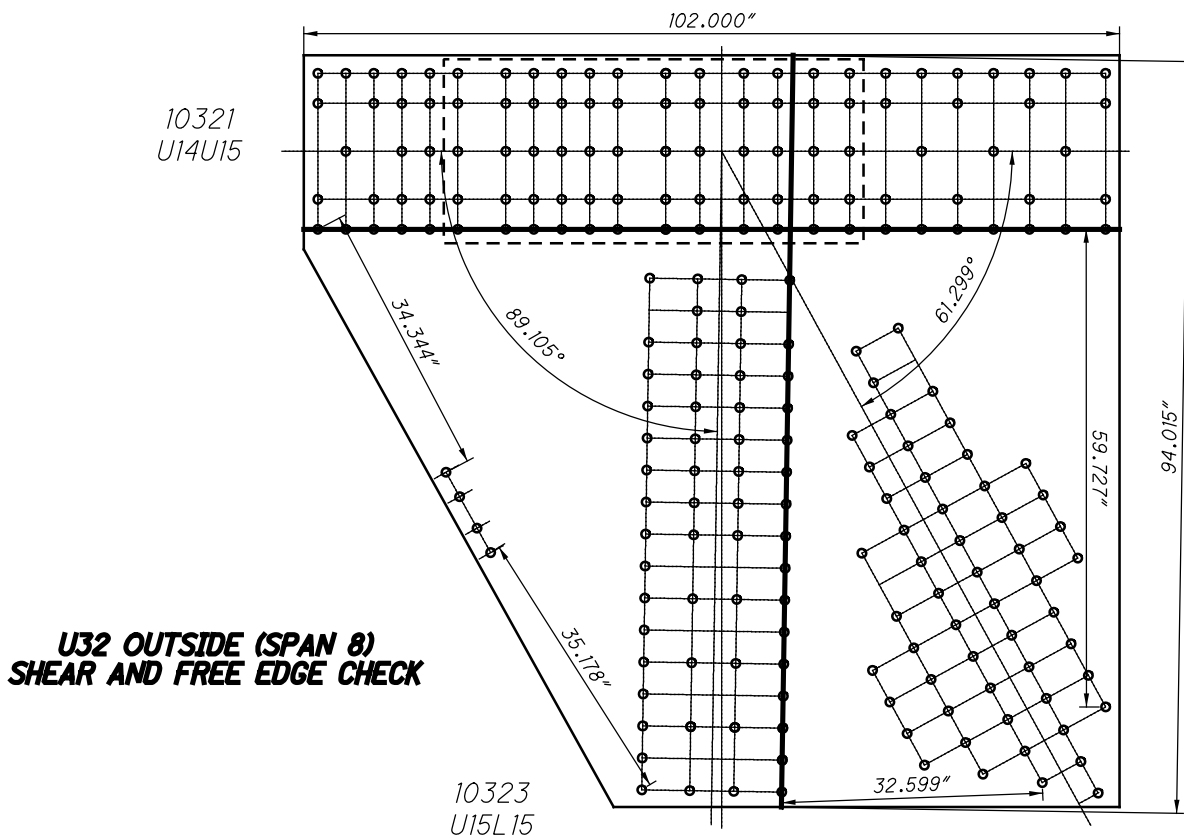 102.000"
10321
U14U15
34.344"
89.105°
61.299°
59.727"
94.015"
35.178"
U32 OUTSIDE (SPAN 8)
SHEAR AND FREE EDGE CHECK
32.599"
10323
U15L15